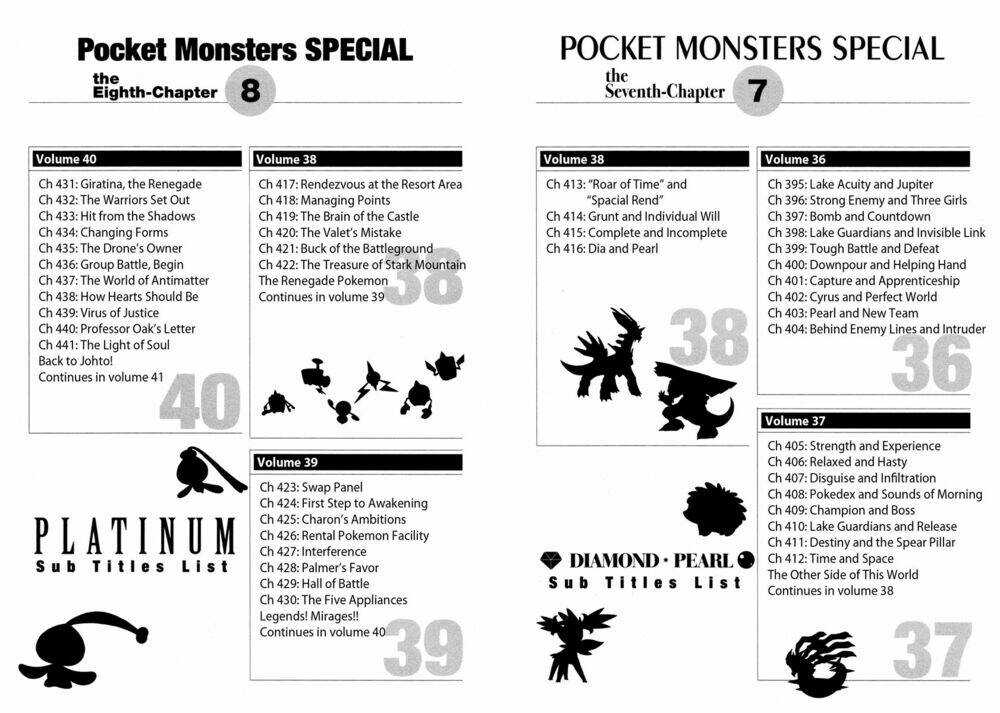 Pocket Monsters SPECIAL
the
Eighth-Chapter 8
Volume 40
Ch 431: Giratina, the Renegade
Ch 432: The Warriors Set Out
Ch 433: Hit from the Shadows
Ch 434: Changing Forms
Ch 435: The Drone's Owner
Ch 436: Group Battle, Begin
Ch 437: The World of Antimatter
Ch 438: How Hearts Should Be
Ch 439: Virus of Justice
Ch 440: Professor Oak's Letter
Ch 441: The Light of Soul
Back to Johto!
Continues in volume 41
40
Volume 38
Ch 417: Rendezvous at the Resort Area
Ch 418: Managing Points
Ch 419: The Brain of the Castle
Ch 420: The Valet's Mistake
Ch 421: Buck of the Battleground
Ch 422: The Treasure of Stark Mountain
The Renegade Pokemon
Continues in volume 39
38
Volume 39
Ch 423: Swap Panel
Ch 424: First Step to Awakening
Ch 425: Charon's Ambitions
Ch 426: Rental Pokemon Facility
Ch 427: Interference
Ch 428: Palmer's Favor
Ch 429: Hall of Battle
Ch 430: The Five Appliances
Legends! Mirages!!
Continues in volume 40
39
PLATINUM
Sub Titles List
POCKET MONSTERS SPECIAL
the
Seventh-Chapter 7
Volume 38
Ch 413: "Roar of Time" and
"Spacial Rend"
Ch 414: Grunt and Individual Will
Ch 415: Complete and Incomplete
Ch 416: Dia and Pearl
38
Volume 36
Ch 395: Lake Acuity and Jupiter
Ch 396: Strong Enemy and Three Girls
Ch 397: Bomb and Countdown
Ch 398: Lake Guardians and Invisible Link
Ch 399: Tough Battle and Defeat
Ch 400: Downpour and Helping Hand
Ch 401: Capture and Apprenticeship
Ch 402: Cyrus and Perfect World
Ch 403: Pearl and New Team
Ch 404: Behind Enemy Lines and Intruder
36
Volume 37
Ch 405: Strength and Experience
Ch 406: Relaxed and Hasty
Ch 407: Disguise and Infiltration
Ch 408: Pokedex and Sounds of Morning
Ch 409: Champion and Boss
Ch 410: Lake Guardians and Release
Ch 411: Destiny and the Spear Pillar
Ch 412: Time and Space
The Other Side of This World
Continues in volume 38
37
DIAMOND · PEARL
Sub Titles List